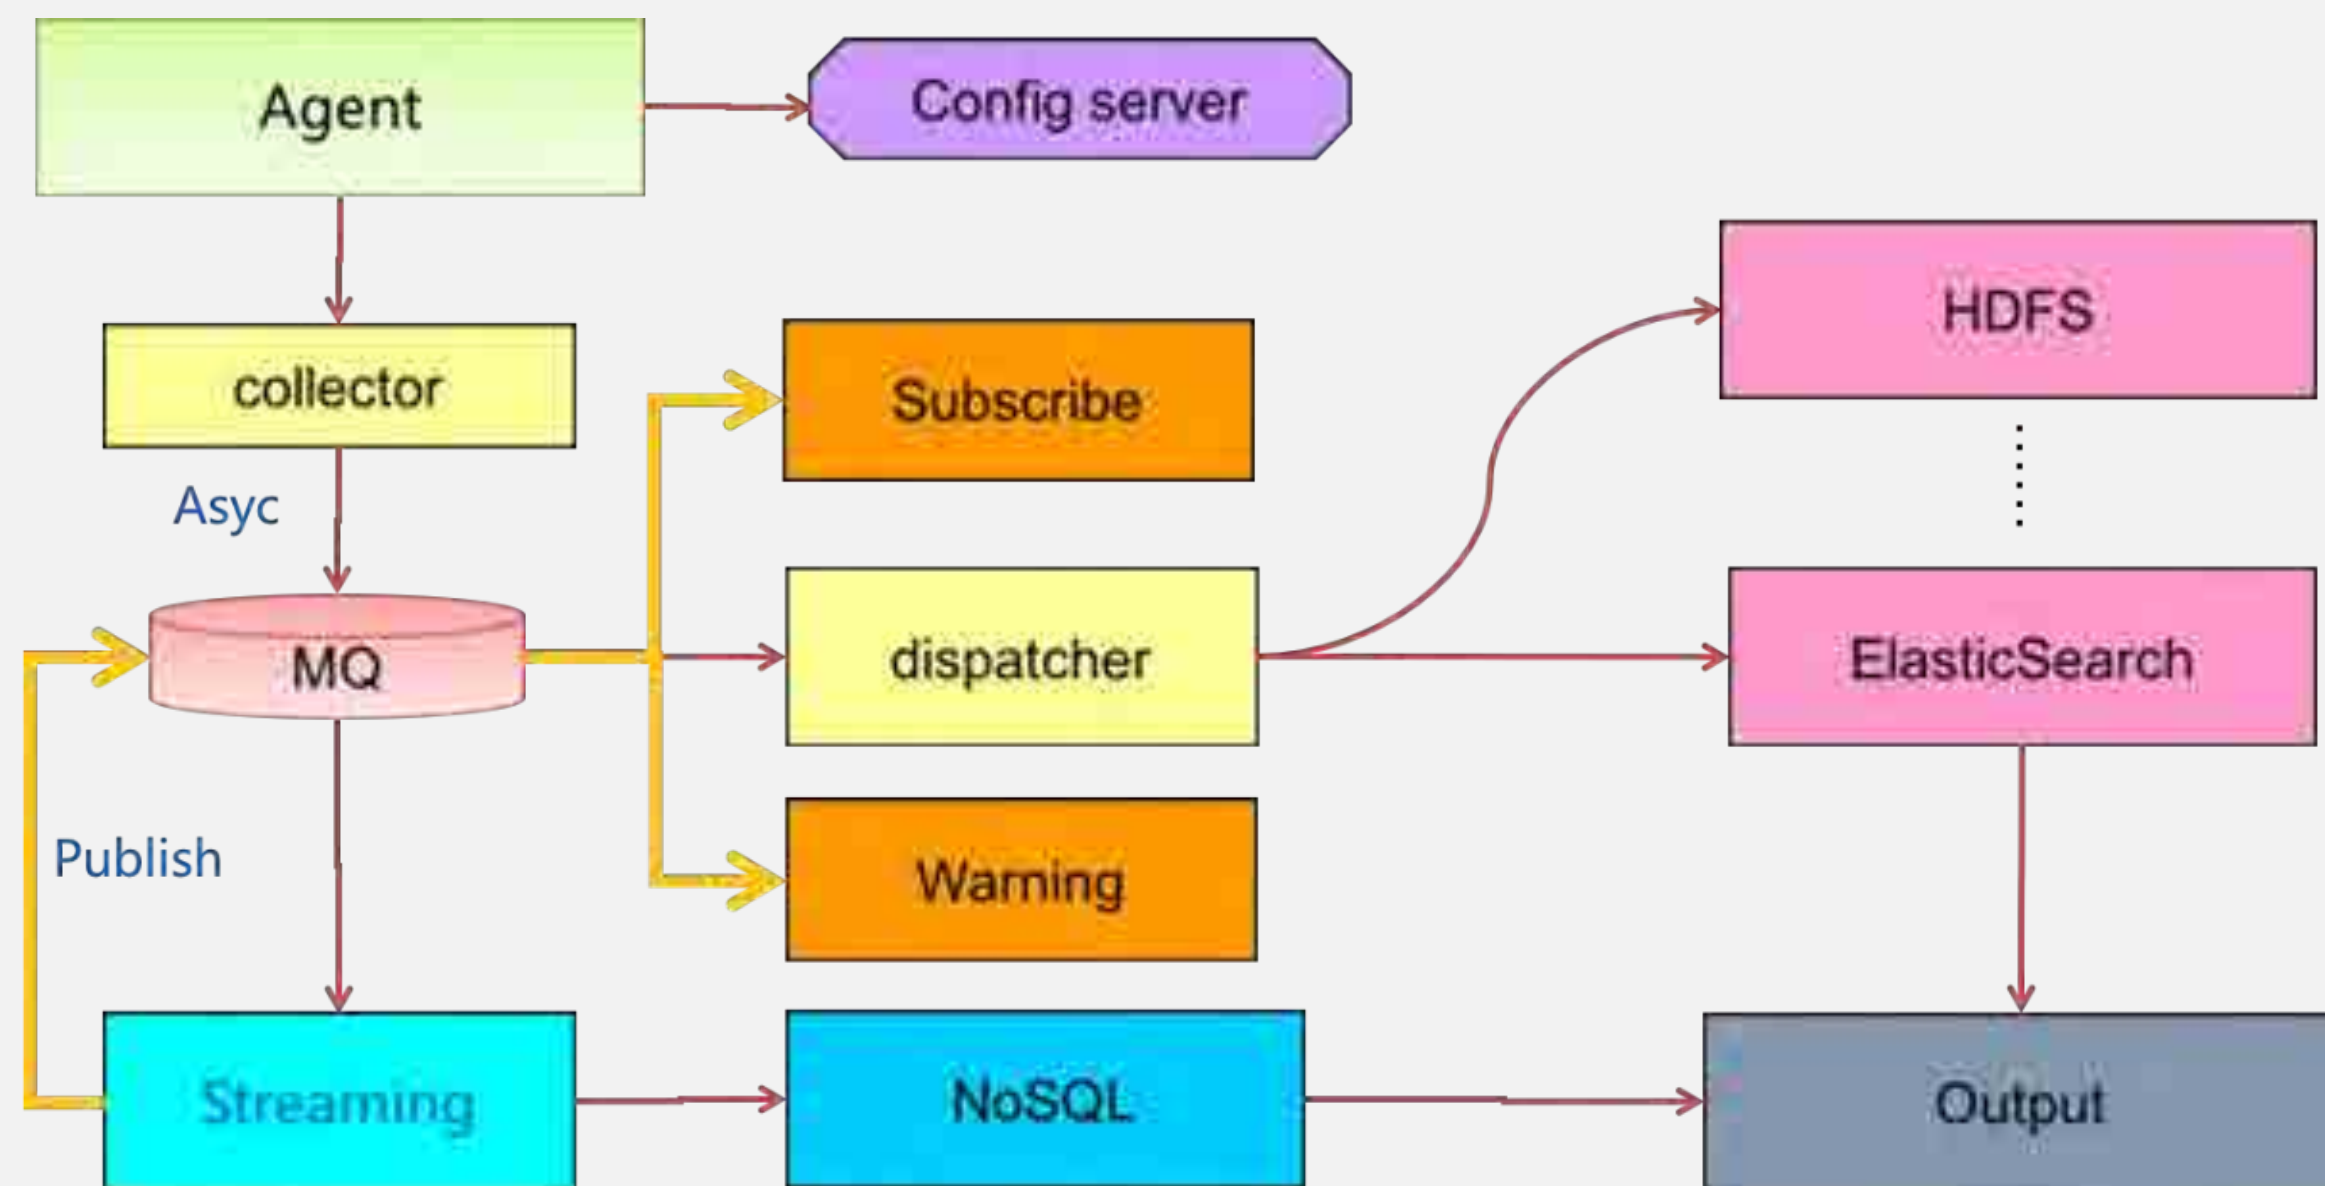 Agent
Config server
HDFS
collector
Subscribe
Asyc
MQ
dispatcher
ElasticSearch
Publish
Warning
Streaming
NoSQL
Output